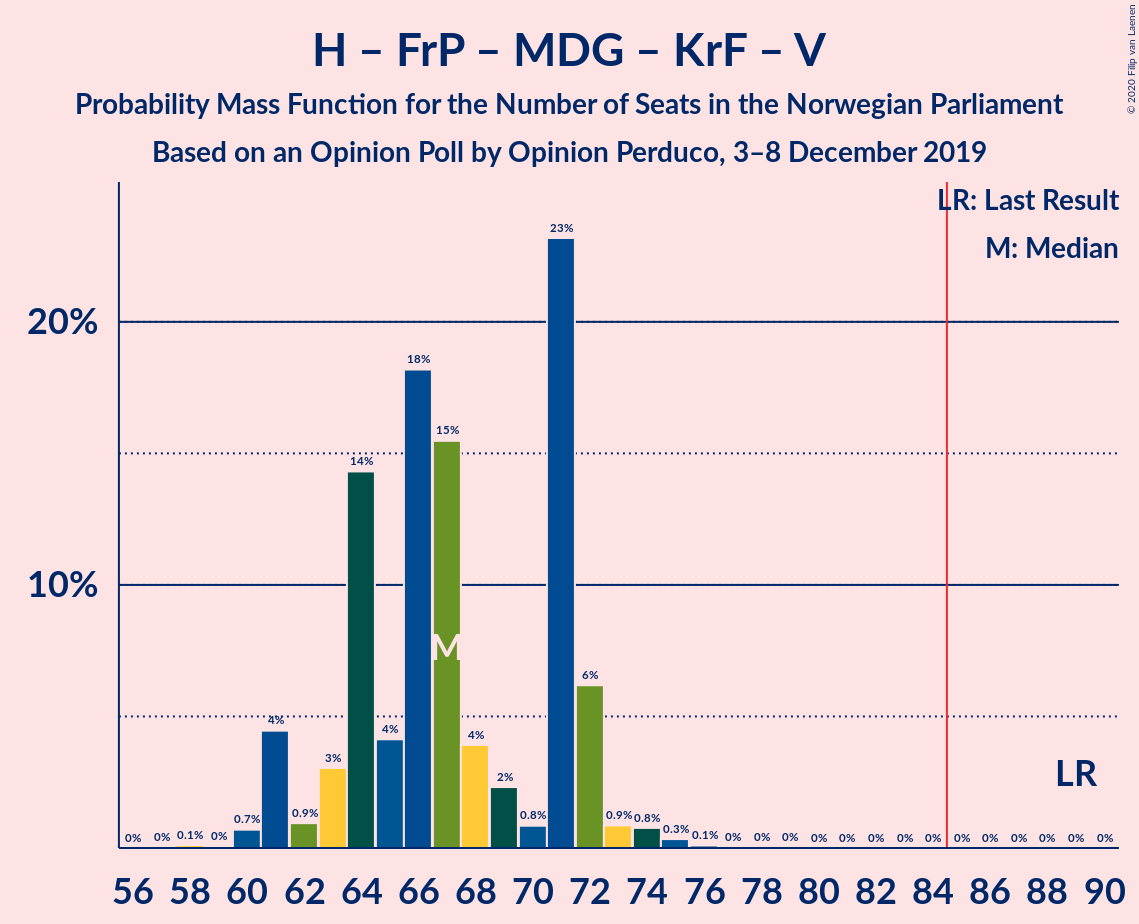 H – FrP – MDG – KrF – V
Probability Mass Function for the Number of Seats in the Norwegian Parliament
Based on an Opinion Poll by Opinion Perduco, 3–8 December 2019
© 2020 Filip van Laenen
LR: Last Result
M: Median
20%
10%
0% 0% 0.1% 0% 0.7% 4% 0.9% 3% 14% 4% 18% 15% 4% 2% 0.8% 23% 6% 0.9% 0.8% 0.3% 0.1% 0% 0% 0% 0% 0% 0% 0% 0% 0% 0% 0% 0% 0% 0%
M
LR
56 58 60 62 64 66 68 70 72 74 76 78 80 82 84 86 88 90